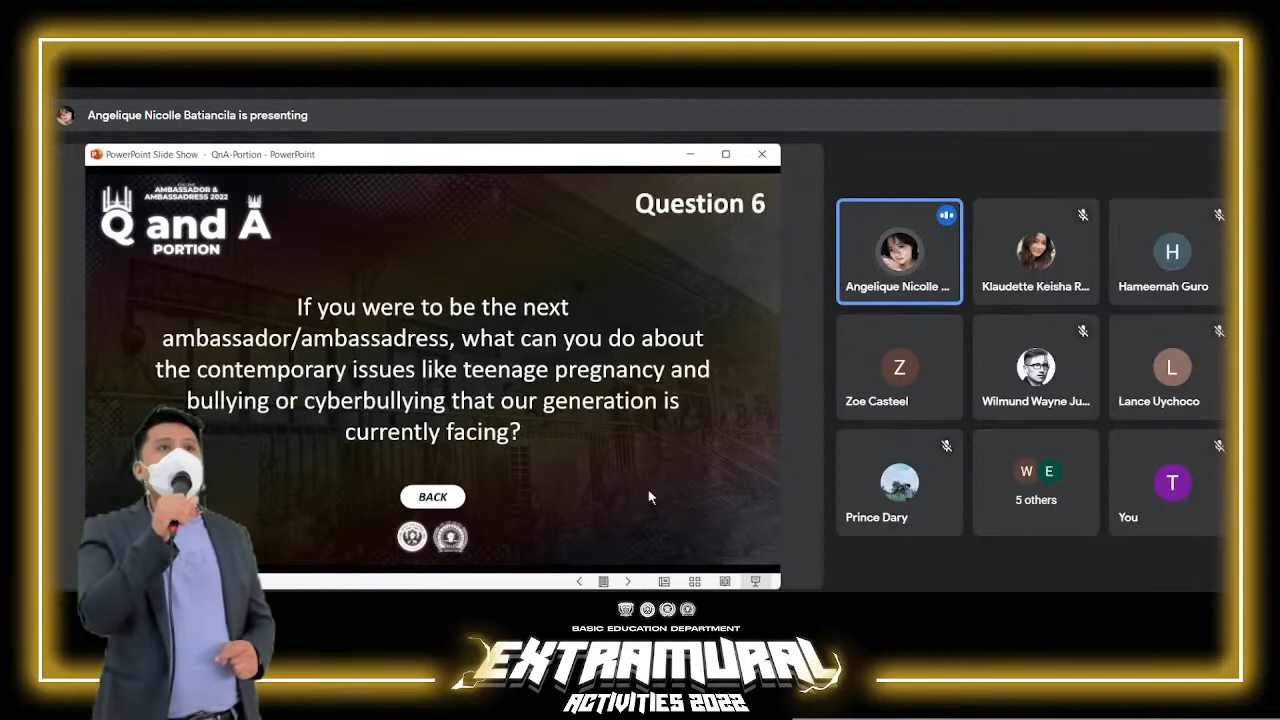 Angelique Nicolle Batiancila is presenting
PowerPoint Slide Show - QnA-Portion - PowerPoint
AMBASSADOR &
AMBASSADRESS 2022
Q and A
PORTION
Question 6
If you were to be the next
ambassador/ambassadress, what can you do about
the contemporary issues like teenage pregnancy and
bullying or cyberbullying that our generation is
currently facing?
BACK
Angelique Nicolle ...
Klaudette Keisha R...
H
Hameemah Guro
Z
Zoe Casteel
Wilmund Wayne Ju...
L
Lance Uychoco
Prince Dary
W E
5 others
T
You
BASIC EDUCATION DEPARTMENT
EXTRAMURAL
ACTIVITIES 2022